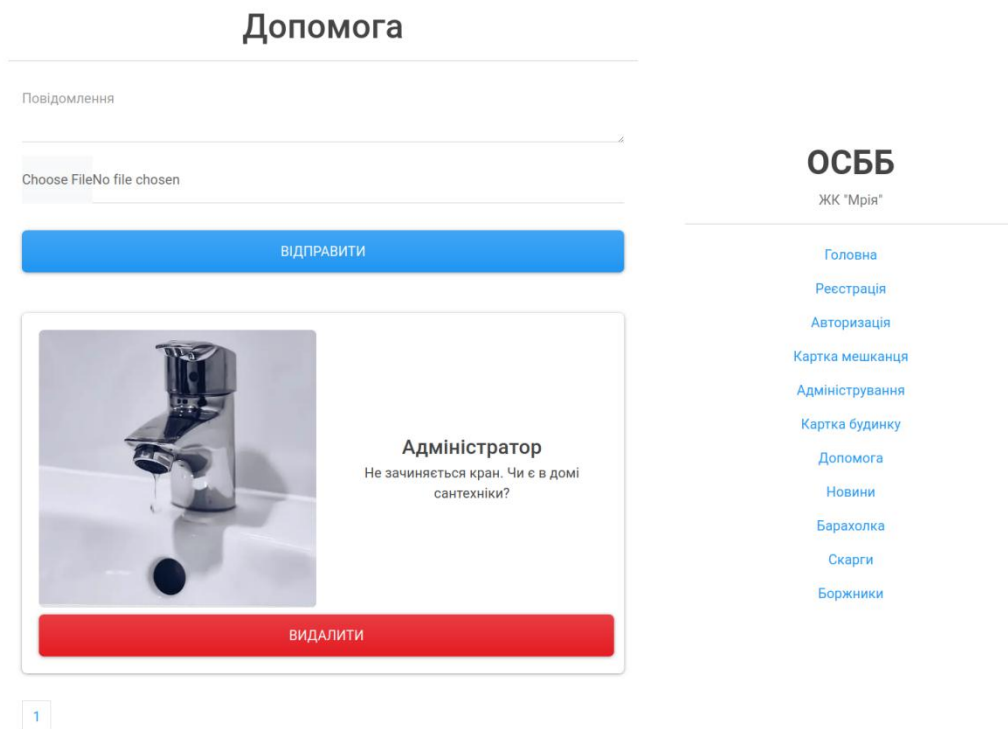 Допомога
Повідомлення
Choose FileNo file chosen
ВІДПРАВИТИ
Адміністратор
Не зачиняється кран. Чи є в домі
сантехніки?
ВИДАЛИТИ
1
ОСББ
ЖК "Мрія"
Головна
Реєстрація
Авторизація
Картка мешканця
Адміністрування
Картка будинку
Допомога
Новини
Барахолка
Скарги
Боржники